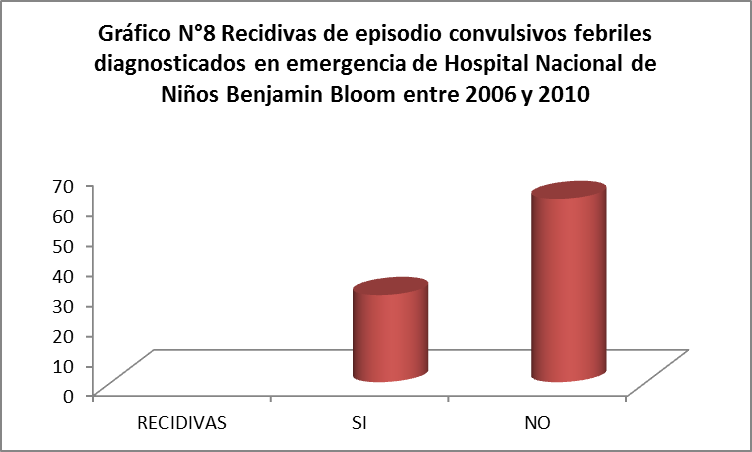 Gráfico N°8 Recidivas de episodio convulsivos febriles
diagnosticados en emergencia de Hospital Nacional de
Niños Benjamin Bloom entre 2006 y 2010
70
60
50
40
30
20
10
0
RECIDIVAS SI NO